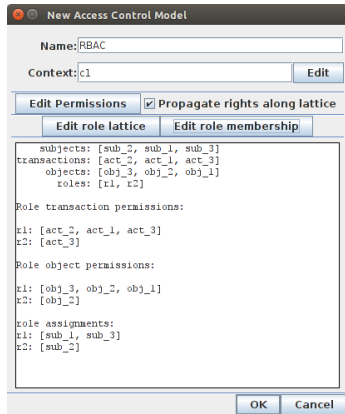 New Access Control Model
Name: RBAC
Context: c1 Edit
Edit Permissions Propagate rights along lattice
Edit role lattice Edit role membership
subjects: [sub_2, sub_1, sub_3]
transactions: [act_2, act_1, act_3]
objects: [obj_3, obj_2, obj_1]
roles: [r1, r2]
Role transaction permissions:
r1: [act_2, act_1, act_3]
r2: [act_3]
Role object permissions:
r1: [obj_3, obj_2, obj_1]
r2: [obj_2]
role assignments:
r1: [sub_1, sub_3]
r2: [sub_2]
OK Cancel